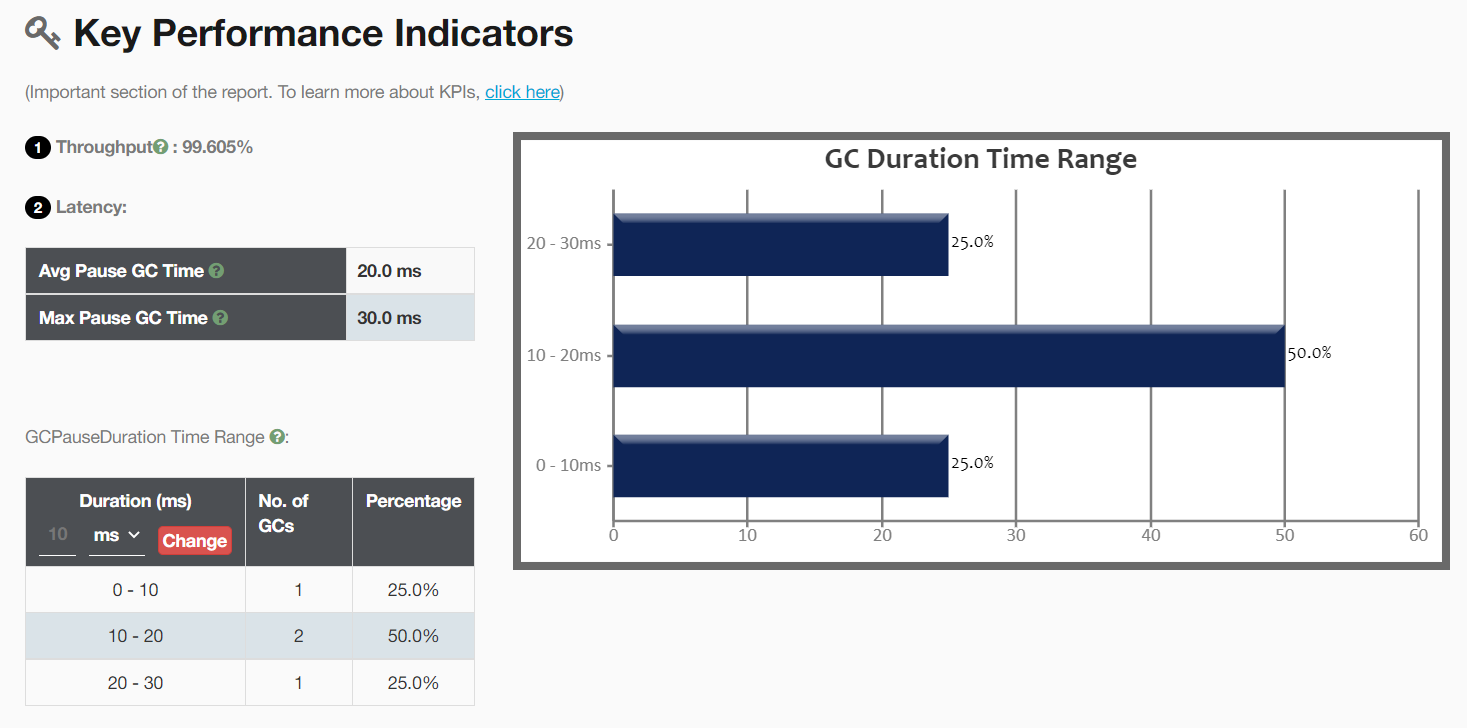 Key Performance Indicators
(Important section of the report. To learn more about KPIs, click here)
1 Throughput? : 99.605%
2 Latency:
Avg Pause GC Time ? 20.0 ms
Max Pause GC Time ? 30.0 ms
GCPauseDuration Time Range ?:
Duration (ms) No. of GCs Percentage
10 ms Change
0 - 10 1 25.0%
10 - 20 2 50.0%
20 - 30 1 25.0%
GC Duration Time Range
20 - 30ms 25.0%
10 - 20ms 50.0%
0 - 10ms 25.0%
0 10 20 30 40 50 60